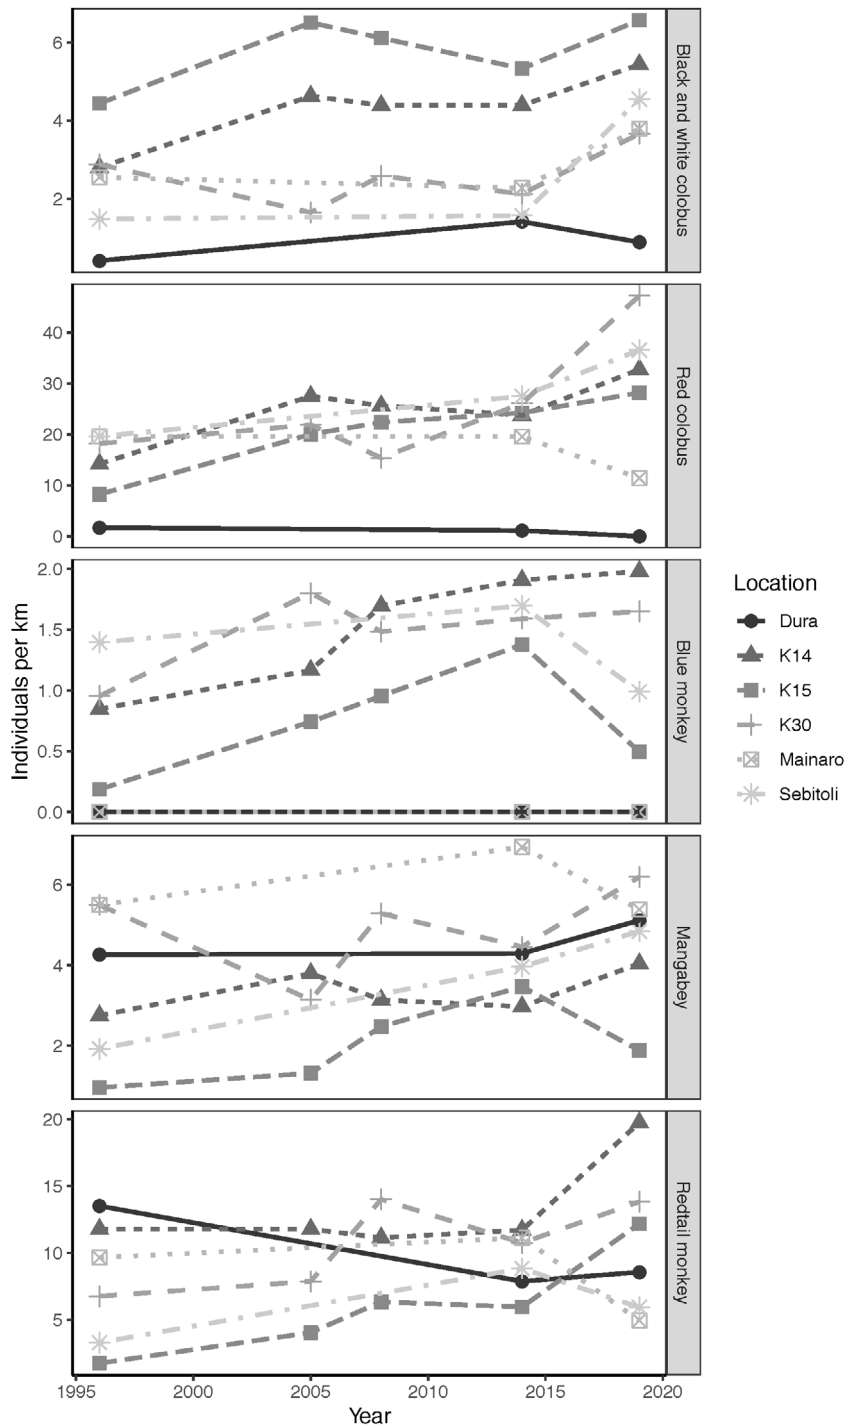 6
4
2
Black and white colobus
40
30
20
10
0
Red colobus
2.0
1.5
1.0
0.5
0.0
Blue monkey
6
4
2
Mangabey
20
15
10
5
Redtail monkey
1995 2000 2005 2010 2015 2020
Year
Individuals per km
Location
Dura
K14
K15
K30
Mainaro
Sebitoli